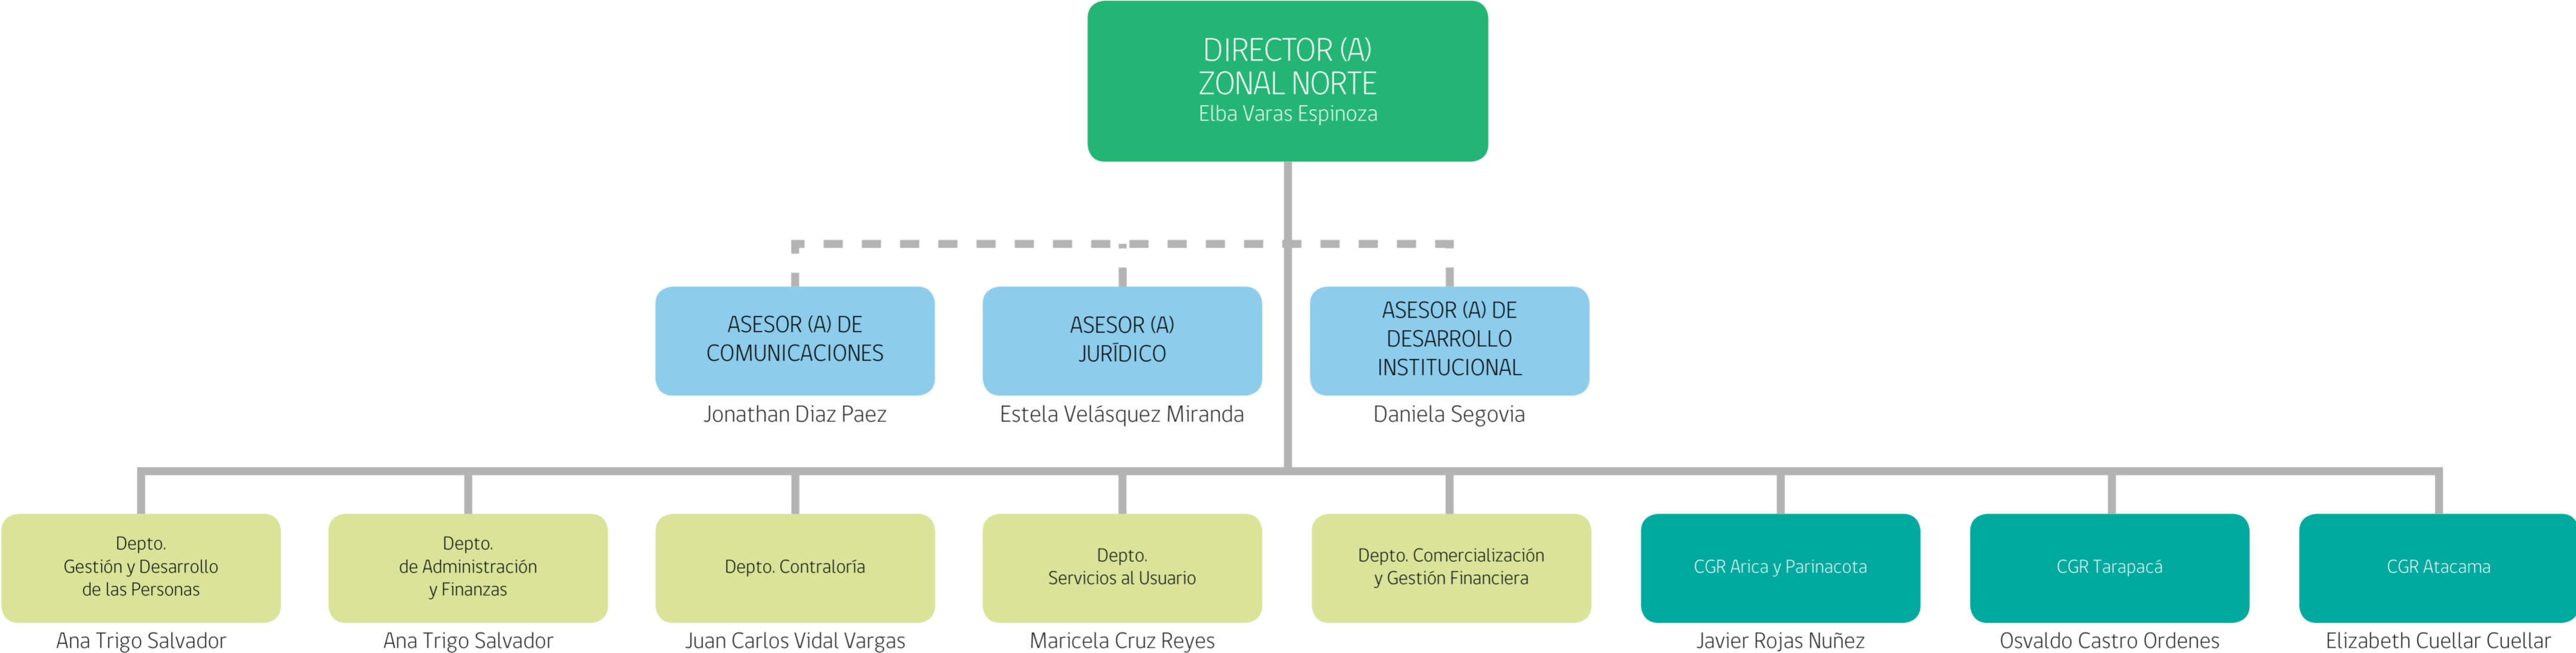 DIRECTOR (A)
ZONAL NORTE
Elba Varas Espinoza
ASESOR (A) DE
COMUNICACIONES
Jonathan Diaz Paez
ASESOR (A)
JURÍDICO
Estela Velásquez Miranda
ASESOR (A) DE
DESARROLLO
INSTITUCIONAL
Daniela Segovia
Depto.
Gestión y Desarrollo
de las Personas
Ana Trigo Salvador
Depto.
de Administración
y Finanzas
Ana Trigo Salvador
Depto. Contraloría
Juan Carlos Vidal Vargas
Depto.
Servicios al Usuario
Maricela Cruz Reyes
Depto. Comercialización
y Gestión Financiera
CGR Arica y Parinacota
Javier Rojas Nuñez
CGR Tarapacá
Osvaldo Castro Ordenes
CGR Atacama
Elizabeth Cuellar Cuellar